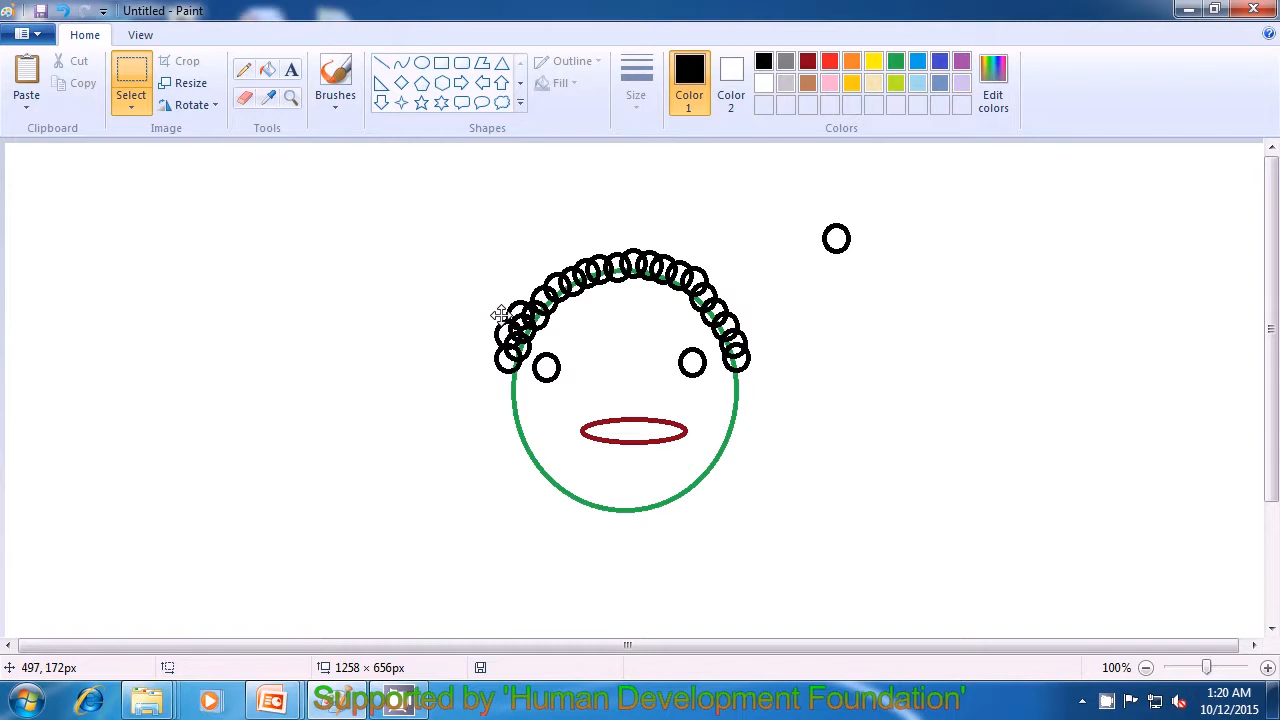 Untitled - Paint
Home View
Paste
Cut
Copy
Clipboard
Select
Crop
Resize
Rotate
Image
A
Tools
Brushes
Outline
Fill
Shapes
Size
Color 1
Color 2
Edit colors
Colors
497, 172px
1258 × 656px
100%
Supported by 'Human Development Foundation'
1:20 AM
10/12/2015